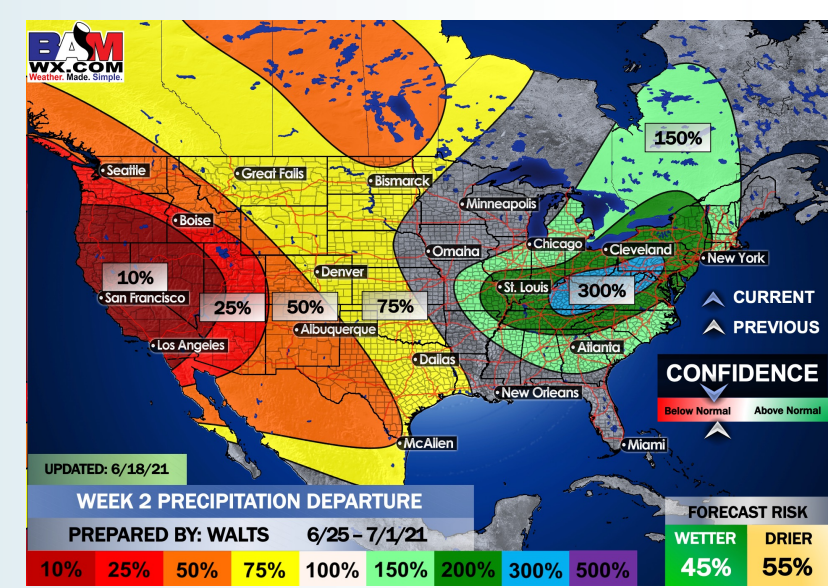 BAM
WX.COM
Weather. Made. Simple.
150%
Seattle
Great Falls
Bismarck
Minneapolis
Boise
Omaha
Chicago
Cleveland
New York
Denver
10%
San Francisco
25%
50%
75%
St. Louis
300%
CURRENT
PREVIOUS
Albuquerque
Los Angeles
Dallas
Atlanta
CONFIDENCE
New Orleans
Below Normal
Above Normal
McAllen
Miami
UPDATED: 6/18/21
WEEK 2 PRECIPITATION DEPARTURE
PREPARED BY: WALTS 6/25 – 7/1/21
FORECAST RISK
WETTER DRIER
45% 55%
10% 25% 50% 75% 100% 150% 200% 300% 500%